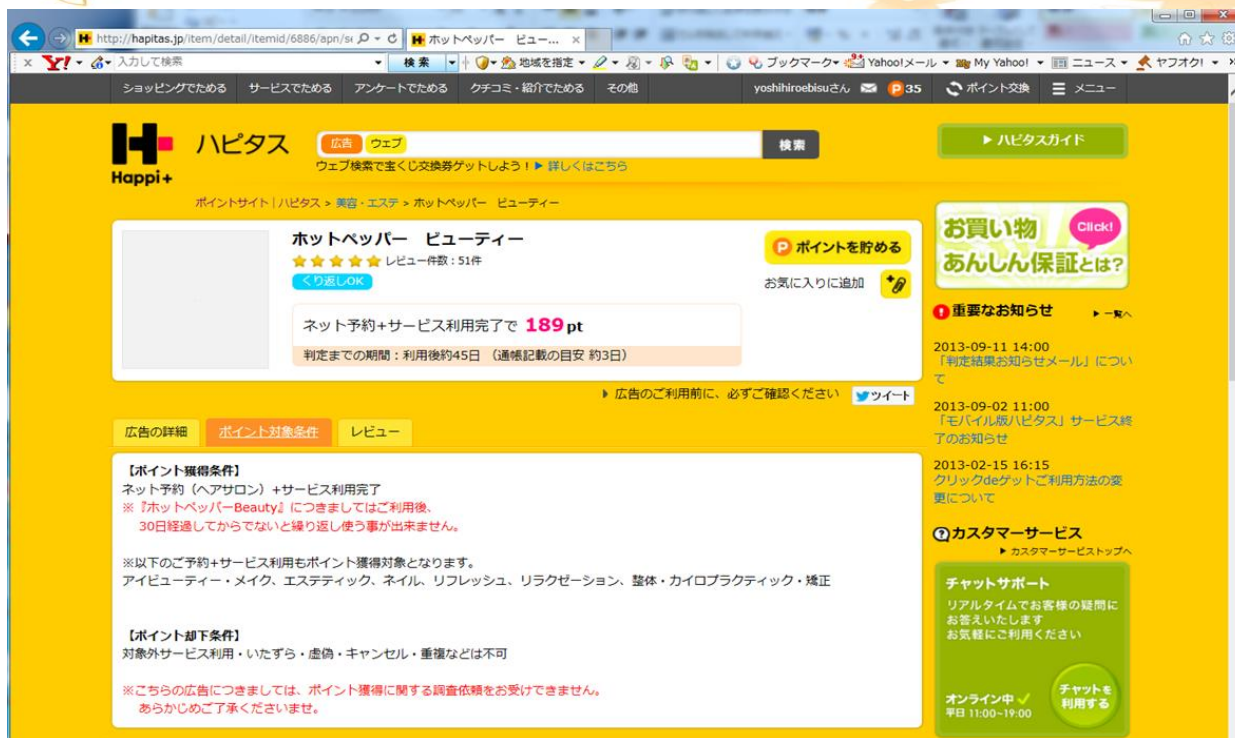 http://hapitas.jp/item/detail/itemid/6886/apn/se
ホットペッパー ビュー...
入力して検索
検索
地域を指定
ブックマーク
Yahoo!メール
My Yahoo!
ニュース
ヤフオク!
ショッピングでためる サービスでためる アンケートでためる クチコミ・紹介でためる その他
yoshihiroebisuさん P35 ポイント交換 メニュー
Happi+
ハピタス
広告 ウェブ
検索
ウェブ検索で宝くじ交換券ゲットしよう!▶ 詳しくはこちら
▶ ハピタスガイド
ポイントサイト|ハピタス > 美容・エステ > ホットペッパー ビューティー
ホットペッパー ビューティー
★★★★★ レビュー件数:51件
くり返しOK
P ポイントを貯める
お気に入りに追加
ネット予約+サービス利用完了で 189pt
判定までの期間:利用後約45日 (通帳記載の目安 約3日)
▶ 広告のご利用前に、必ずご確認ください
ツイート
広告の詳細 ポイント対象条件 レビュー
【ポイント獲得条件】
ネット予約(ヘアサロン)+サービス利用完了
※『ホットペッパーBeauty』につきましてはご利用後、
30日経過してからでないと繰り返し使う事が出来ません。
※以下のご予約+サービス利用もポイント獲得対象となります。
アイビューティー・メイク、エステティック、ネイル、リフレッシュ、リラクゼーション、整体・カイロプラクティック・矯正
【ポイント却下条件】
対象外サービス利用・いたずら・虚偽・キャンセル・重複などは不可
※こちらの広告につきましては、ポイント獲得に関する調査依頼をお受けできません。
あらかじめご了承くださいませ。
お買い物
あんしん保証とは?
Click!
重要なお知らせ ▶ 一覧へ
2013-09-11 14:00
「判定結果お知らせメール」につい
て
2013-09-02 11:00
「モバイル版ハピタス」サービス終
了のお知らせ
2013-02-15 16:15
クリックdeゲットご利用方法の変
更について
カスタマーサービス
▶ カスタマーサービストップへ
チャットサポート
リアルタイムでお客様の疑問に
お答えいたします
お気軽にご利用ください
オンライン中 ✓
平日 11:00~19:00
チャットを
利用する